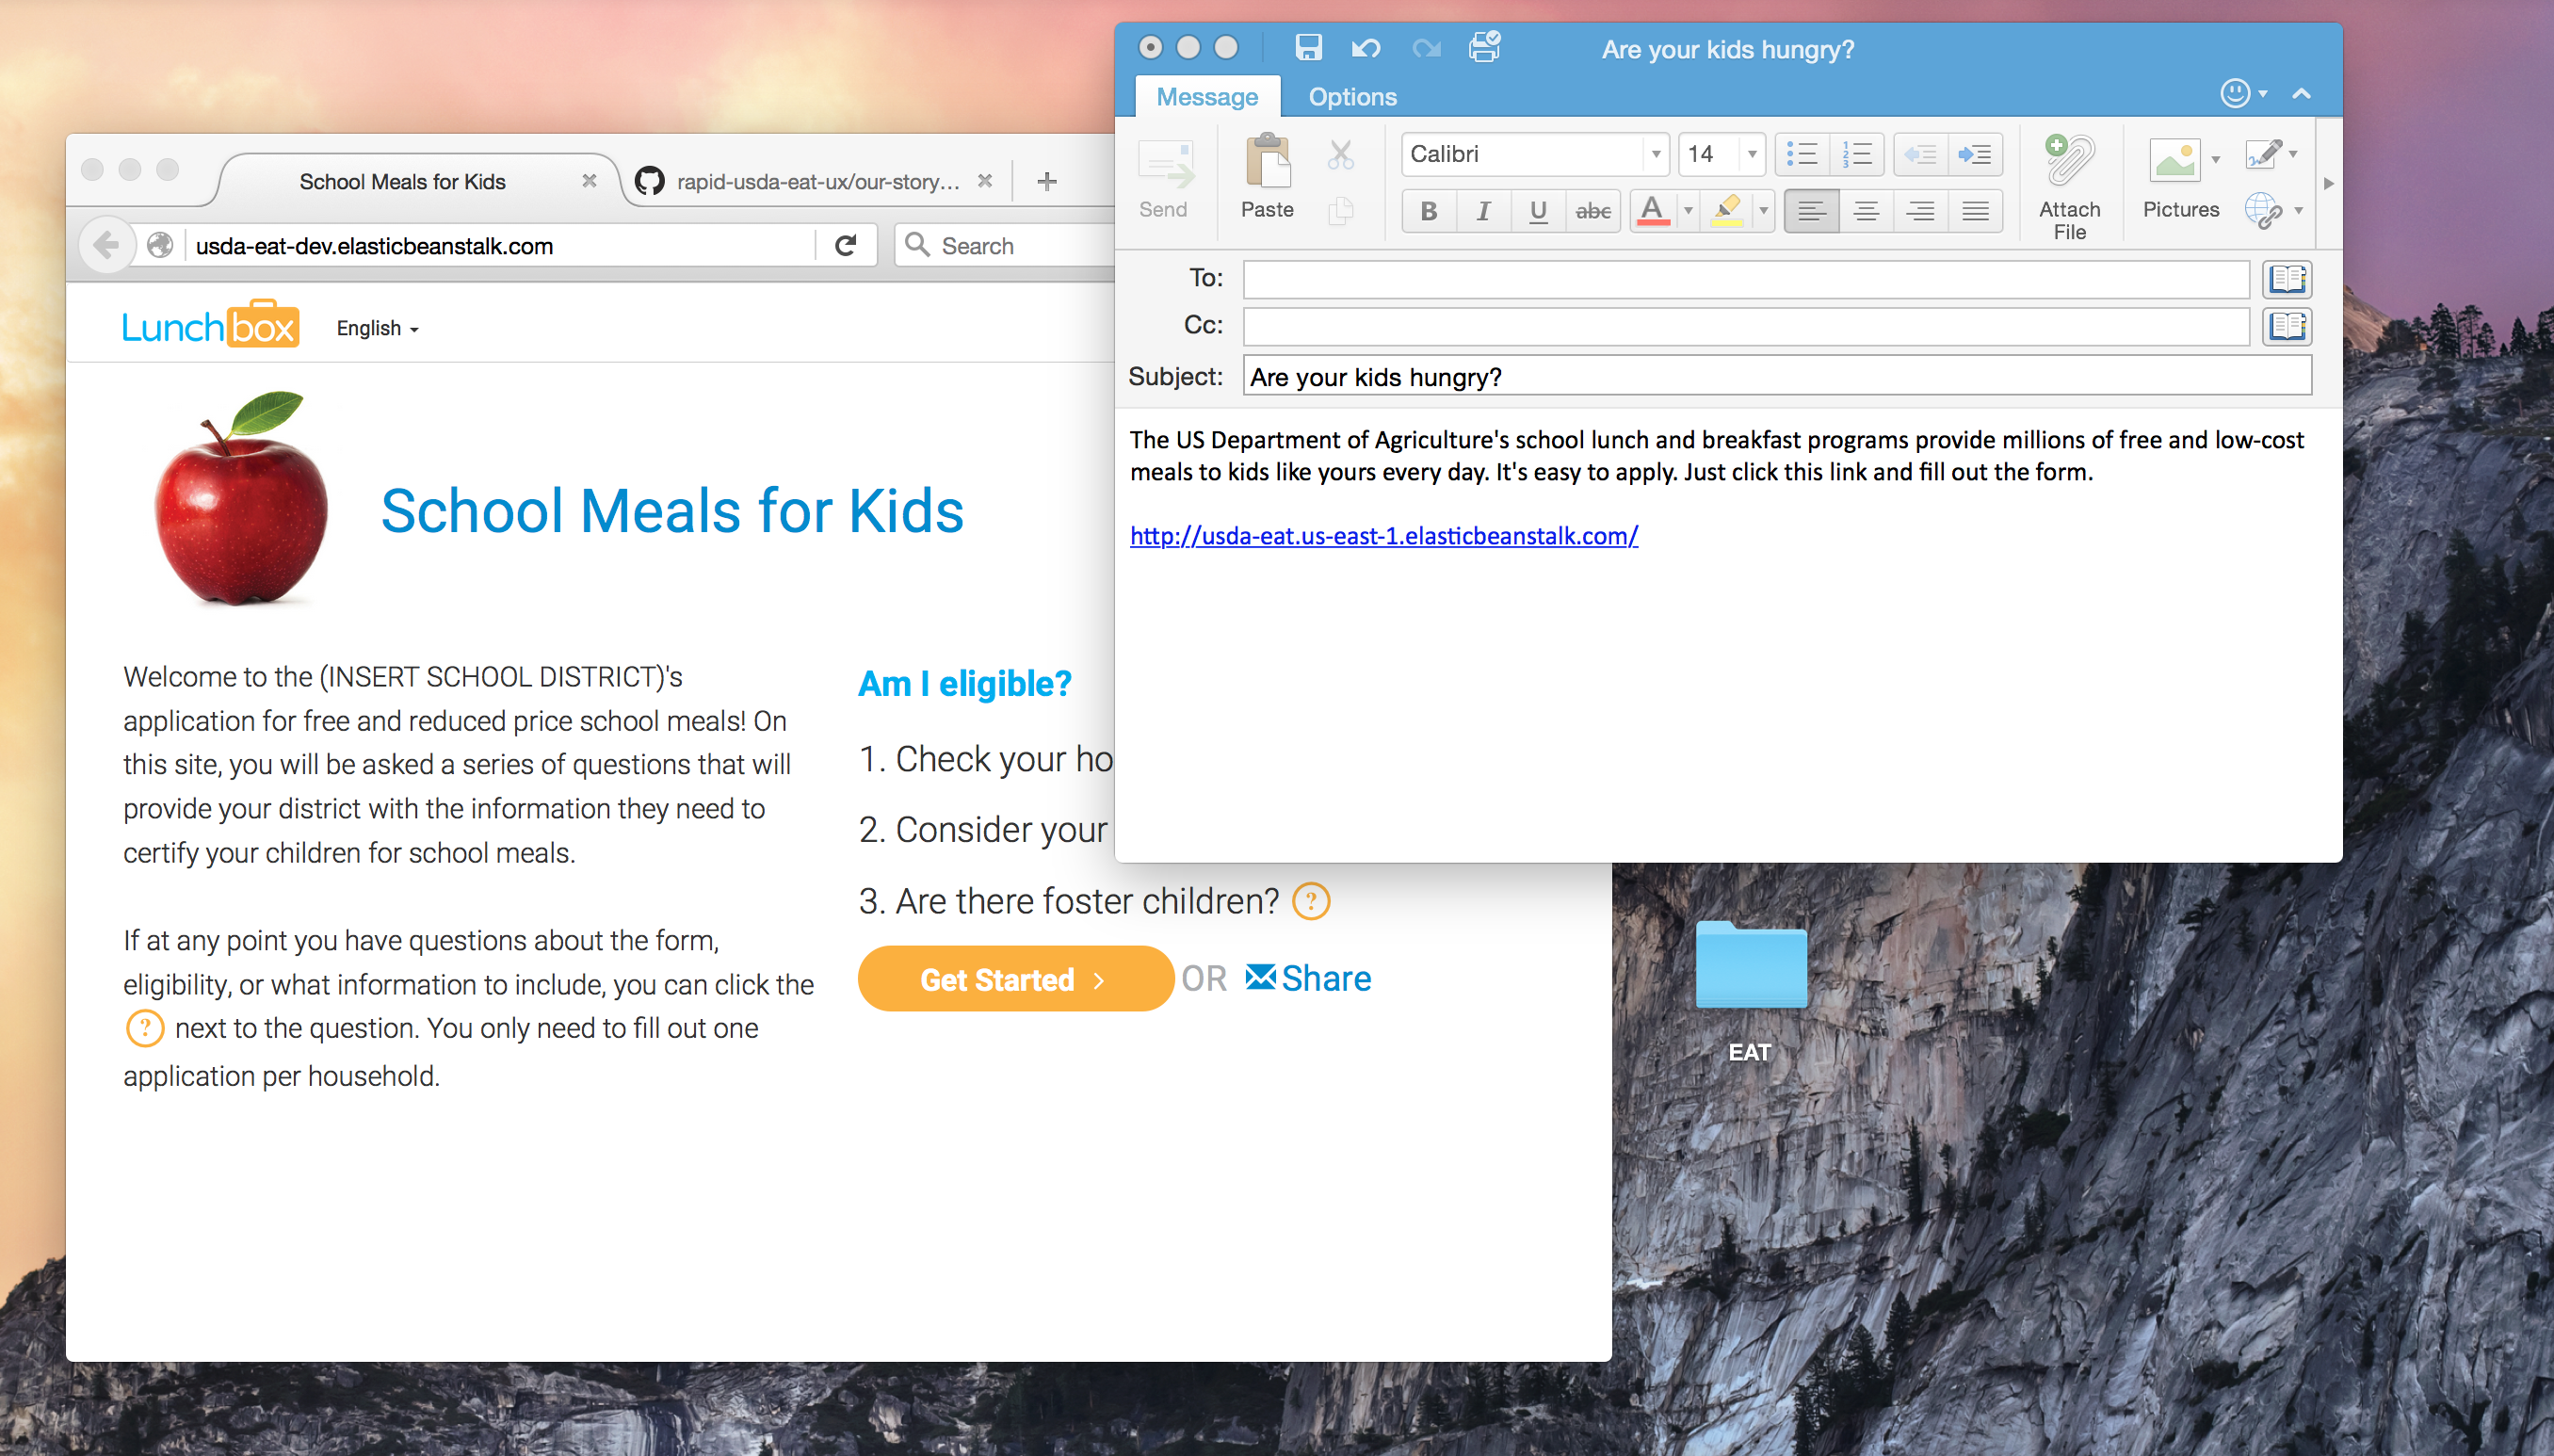 Are your kids hungry?
Message
Options
Send
Paste
Calibri
14
B I U abc
A
Attach
File
Pictures
To:
Cc:
Subject: Are your kids hungry?
The US Department of Agriculture's school lunch and breakfast programs provide millions of free and low-cost
meals to kids like yours every day. It's easy to apply. Just click this link and fill out the form.
http://usda-eat.us-east-1.elasticbeanstalk.com/
School Meals for Kids
rapid-usda-eat-ux/our-story...
usda-eat-dev.elasticbeanstalk.com
Search
Lunchbox
English
School Meals for Kids
Welcome to the (INSERT SCHOOL DISTRICT)'s
application for free and reduced price school meals! On
this site, you will be asked a series of questions that will
provide your district with the information they need to
certify your children for school meals.
If at any point you have questions about the form,
eligibility, or what information to include, you can click the
? next to the question. You only need to fill out one
application per household.
Am I eligible?
1. Check your ho
2. Consider your
3. Are there foster children? ?
Get Started > OR Share
EAT